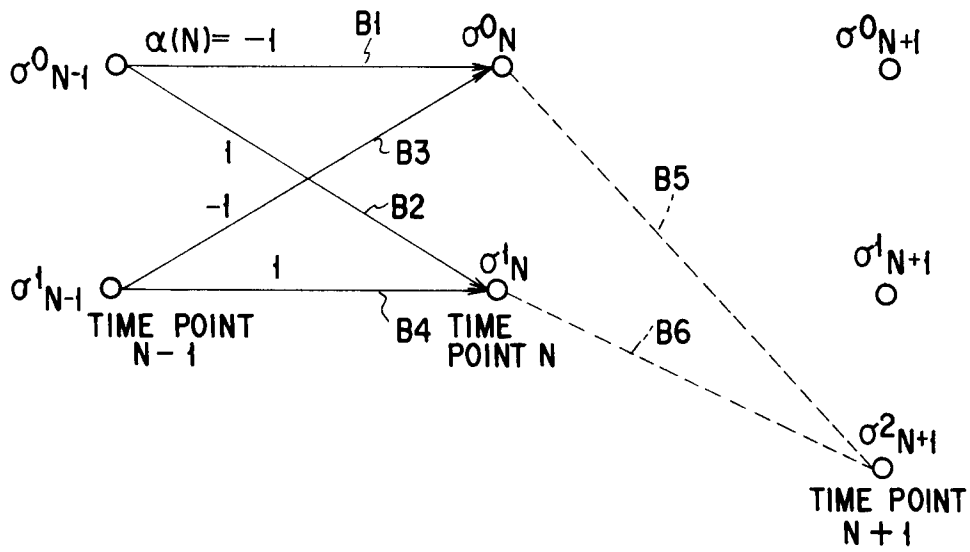 α(N)= -1
B1
σ⁰N
σ⁰N+1
σ⁰N-1
B3
1
B5
-1
B2
σ¹N
σ¹N+1
1
σ¹N-1
B4
B6
TIME POINT
N-1
TIME
POINT N
σ²N+1
TIME POINT
N+1